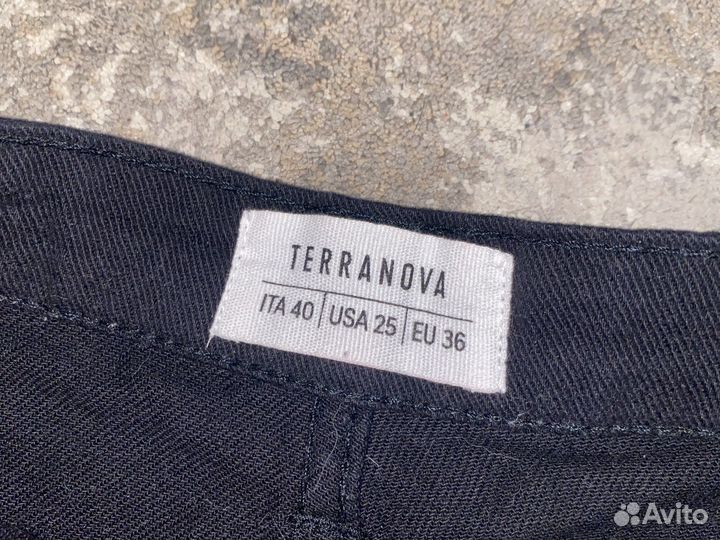 TERRANOVA
ITA 40 | USA 25 | EU 36
Avito